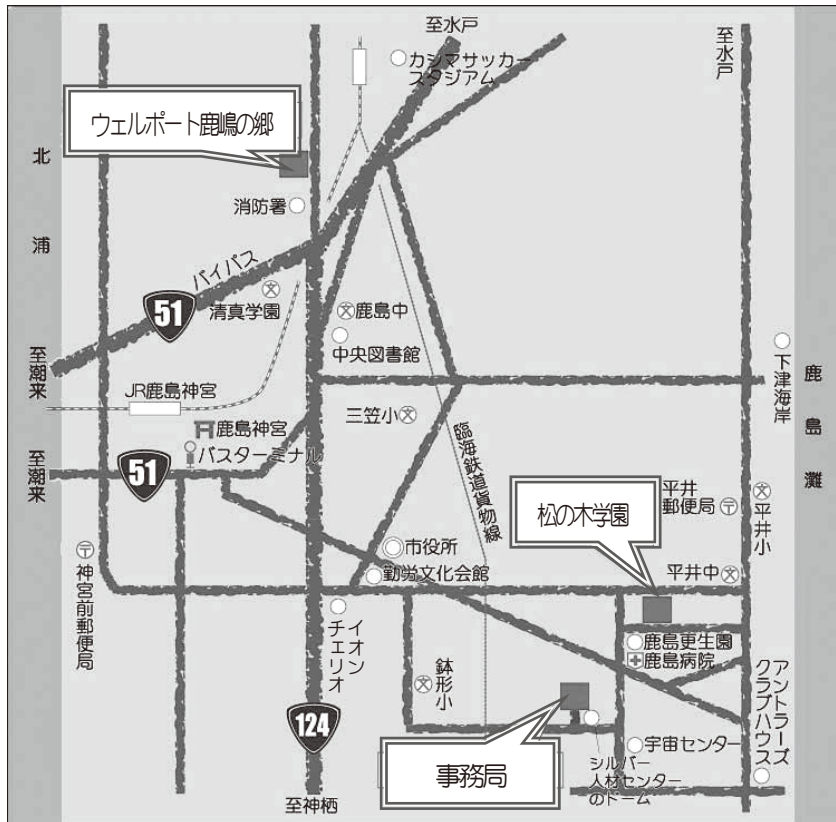 至水戸
カシマサッカー
スタジアム
至水戸
ウェルポート鹿嶋の郷
北浦
消防署
バイパス
51
清真学園
鹿島中
中央図書館
至潮来
下津海岸
鹿島灘
JR鹿島神宮
鹿島神宮
三笠小
臨海鉄道貨物線
バスターミナル
至潮来
51
松の木学園
平井
郵便局
平井小
市役所
勤労文化会館
平井中
神宮前郵便局
イオン
チェリオ
鉢形小
鹿島更生園
鹿島病院
アントラーズ
クラブハウス
124
事務局
宇宙センター
シルバー
人材センター
のドーム
至神栖